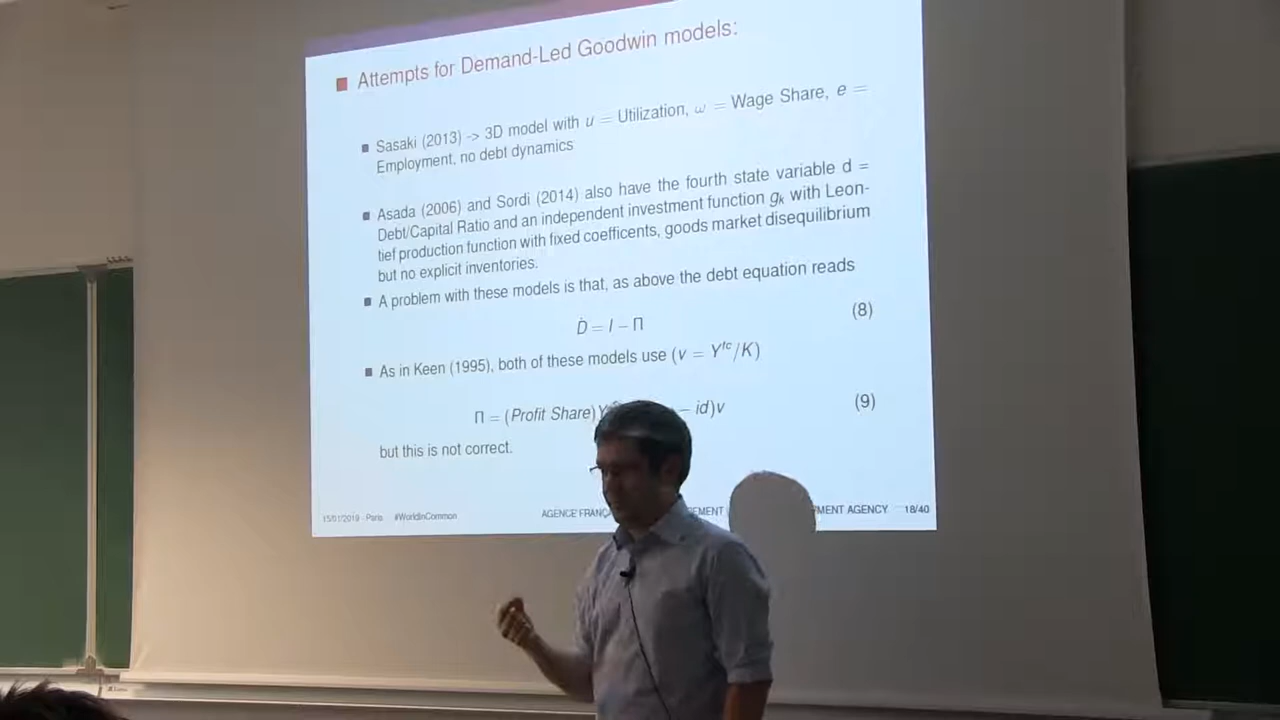 Attempts for Demand-Led Goodwin models:
Sasaki (2013) -> 3D model with u = Utilization, ω = Wage Share, e =
Employment, no debt dynamics
Asada (2006) and Sordi (2014) also have the fourth state variable d =
Debt/Capital Ratio and an independent investment function gₖ with Leon-
tief production function with fixed coefficents, goods market disequilibrium
but no explicit inventories.
A problem with these models is that, as above the debt equation reads
Ḋ = I − Π (8)
As in Keen (1995), both of these models use (v = Y^fc/K)
Π = (Profit Share) − id)v (9)
but this is not correct.
15/01/2019 Paris #WorldInCommon AGENCE AGENCY 18/40